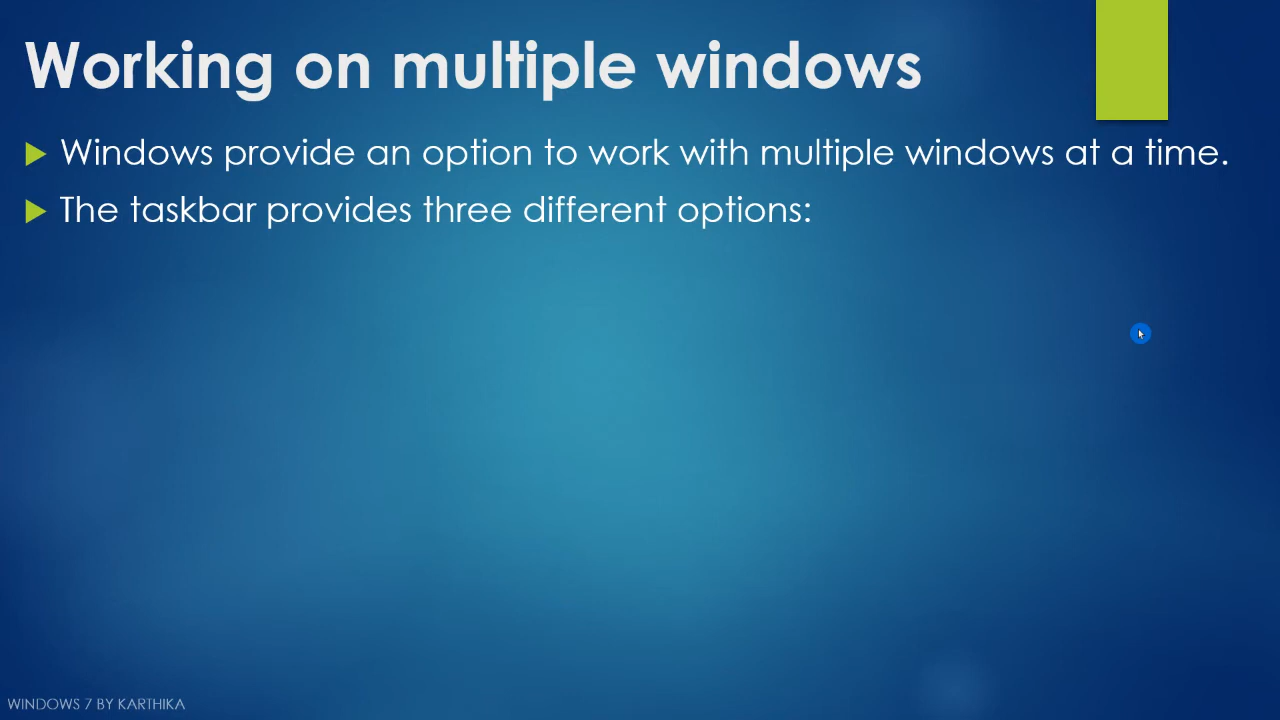 Working on multiple windows
Windows provide an option to work with multiple windows at a time.
The taskbar provides three different options:
WINDOWS 7 BY KARTHIKA